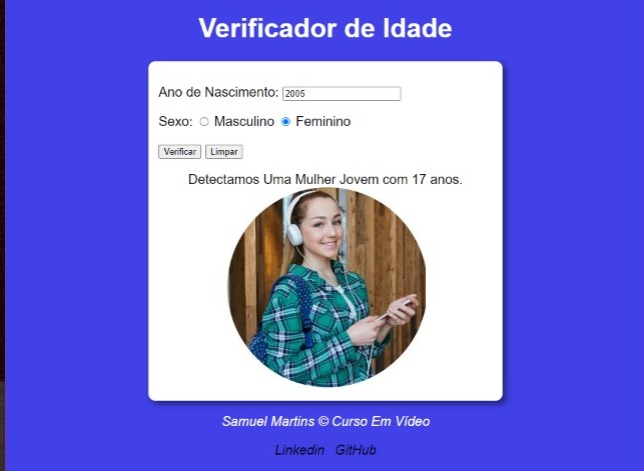 Verificador de Idade
Ano de Nascimento: 2005
Sexo: Masculino Feminino
Verificar Limpar
Detectamos Uma Mulher Jovem com 17 anos.
Samuel Martins © Curso Em Vídeo
Linkedin GitHub